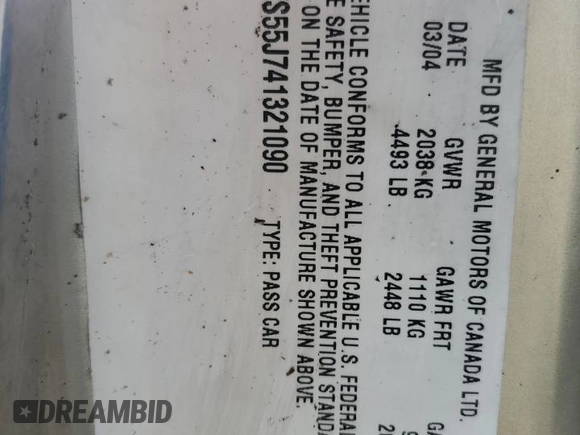 MFD BY GENERAL MOTORS OF CANADA LTD.
DATE GVWR GAWR FRT
03/04 2038 KG 1110 KG
4493 LB 2448 LB
VEHICLE CONFORMS TO ALL APPLICABLE U.S. FEDERAL
SAFETY, BUMPER, AND THEFT PREVENTION
ON THE DATE OF MANUFACTURE SHOWN ABOVE.
S55J741321090 TYPE: PASS CAR
DREAMBID